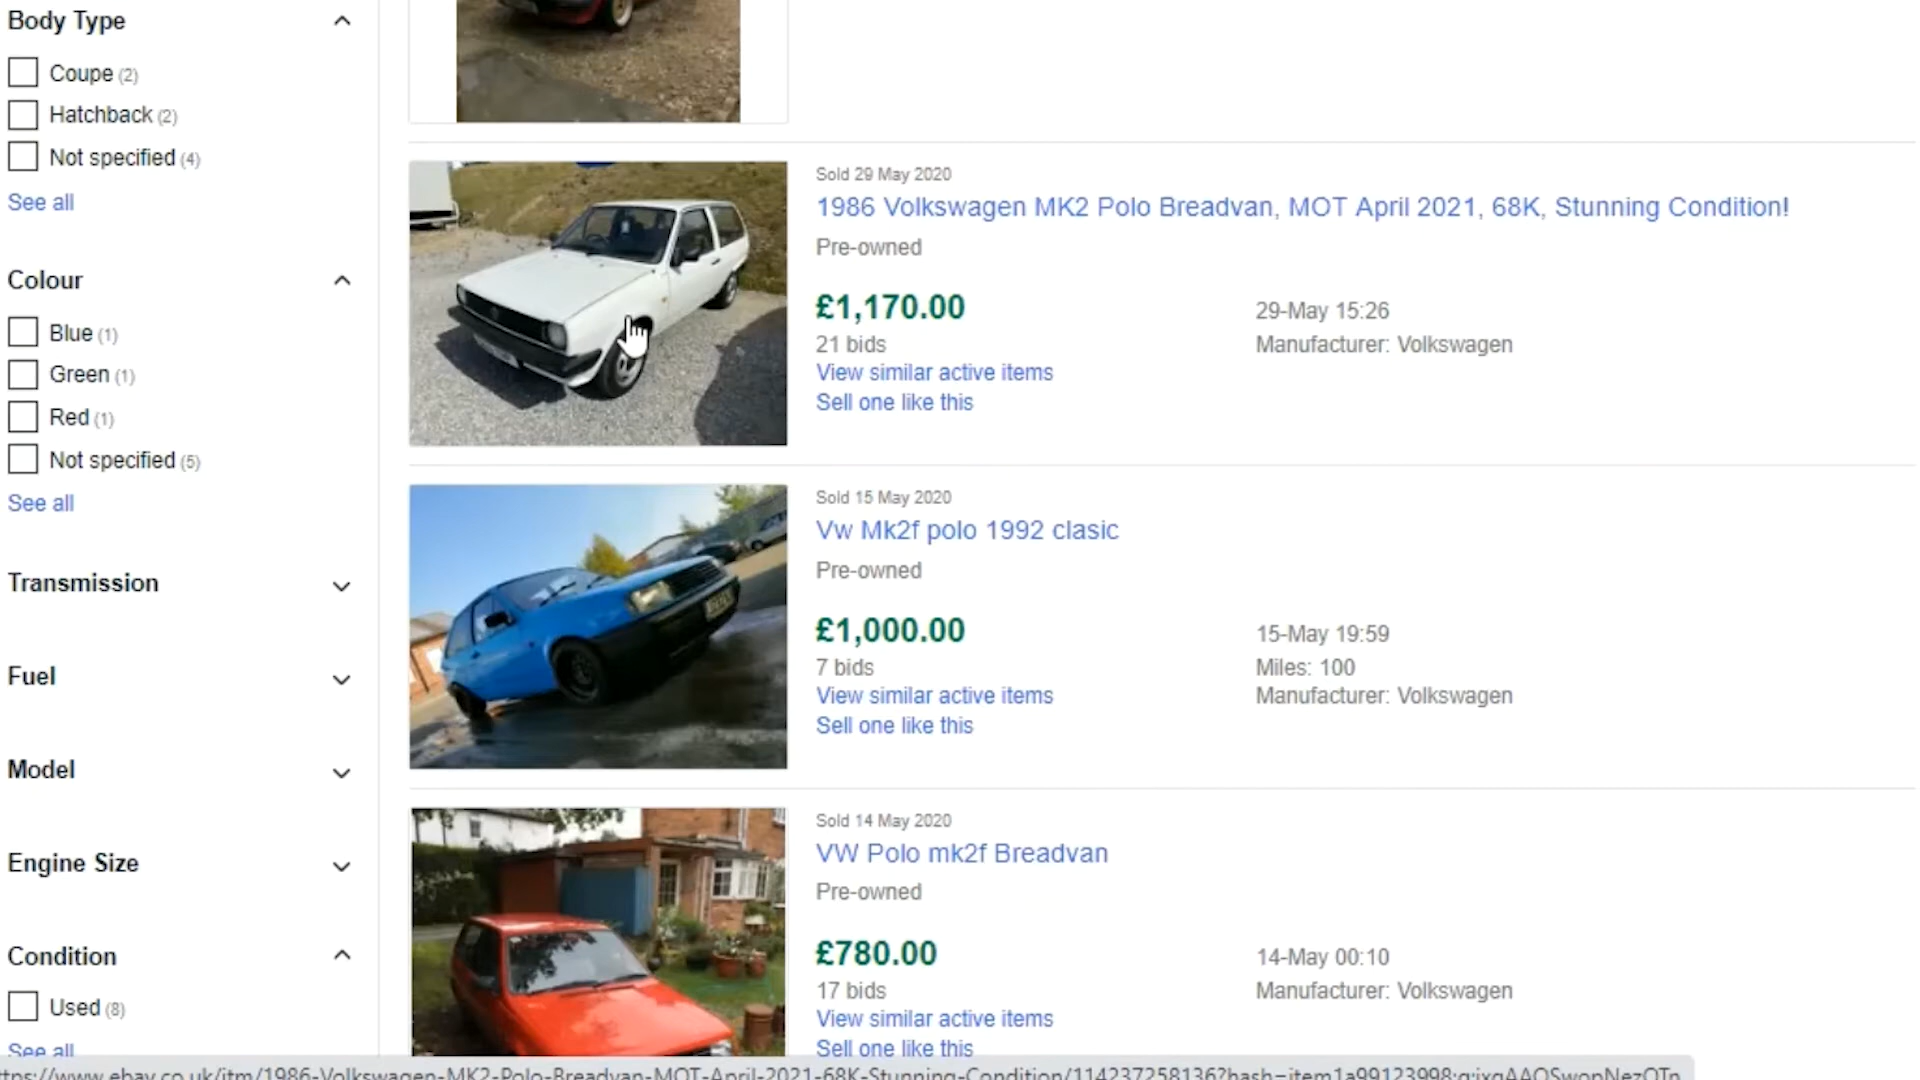 Body Type
Coupe (2)
Hatchback (2)
Not specified (4)
See all
Colour
Blue (1)
Green (1)
Red (1)
Not specified (5)
See all
Transmission
Fuel
Model
Engine Size
Condition
Used (8)
See all
Sold 29 May 2020
1986 Volkswagen MK2 Polo Breadvan, MOT April 2021, 68K, Stunning Condition!
Pre-owned
£1,170.00
29-May 15:26
21 bids
Manufacturer: Volkswagen
View similar active items
Sell one like this
Sold 15 May 2020
Vw Mk2f polo 1992 clasic
Pre-owned
£1,000.00
15-May 19:59
7 bids
Miles: 100
View similar active items
Manufacturer: Volkswagen
Sell one like this
Sold 14 May 2020
VW Polo mk2f Breadvan
Pre-owned
£780.00
14-May 00:10
17 bids
Manufacturer: Volkswagen
View similar active items
Sell one like this